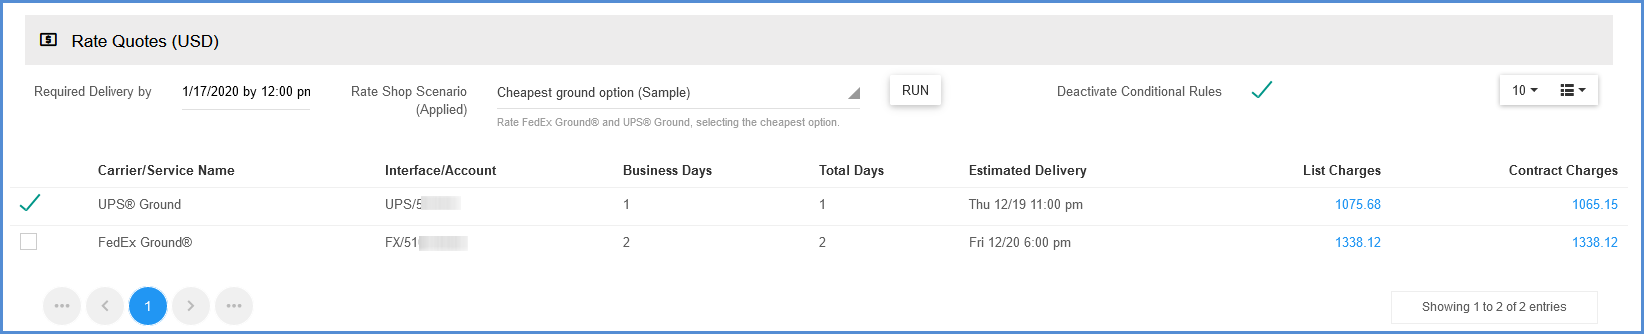 Rate Quotes (USD)
Required Delivery by 1/17/2020 by 12:00 pm Rate Shop Scenario (Applied) Cheapest ground option (Sample) RUN Deactivate Conditional Rules 10
Rate FedEx Ground® and UPS® Ground, selecting the cheapest option.
Carrier/Service Name Interface/Account Business Days Total Days Estimated Delivery List Charges Contract Charges
UPS® Ground UPS/5 1 1 Thu 12/19 11:00 pm 1075.68 1065.15
FedEx Ground® FX/51 2 2 Fri 12/20 6:00 pm 1338.12 1338.12
••• 1 ••• Showing 1 to 2 of 2 entries